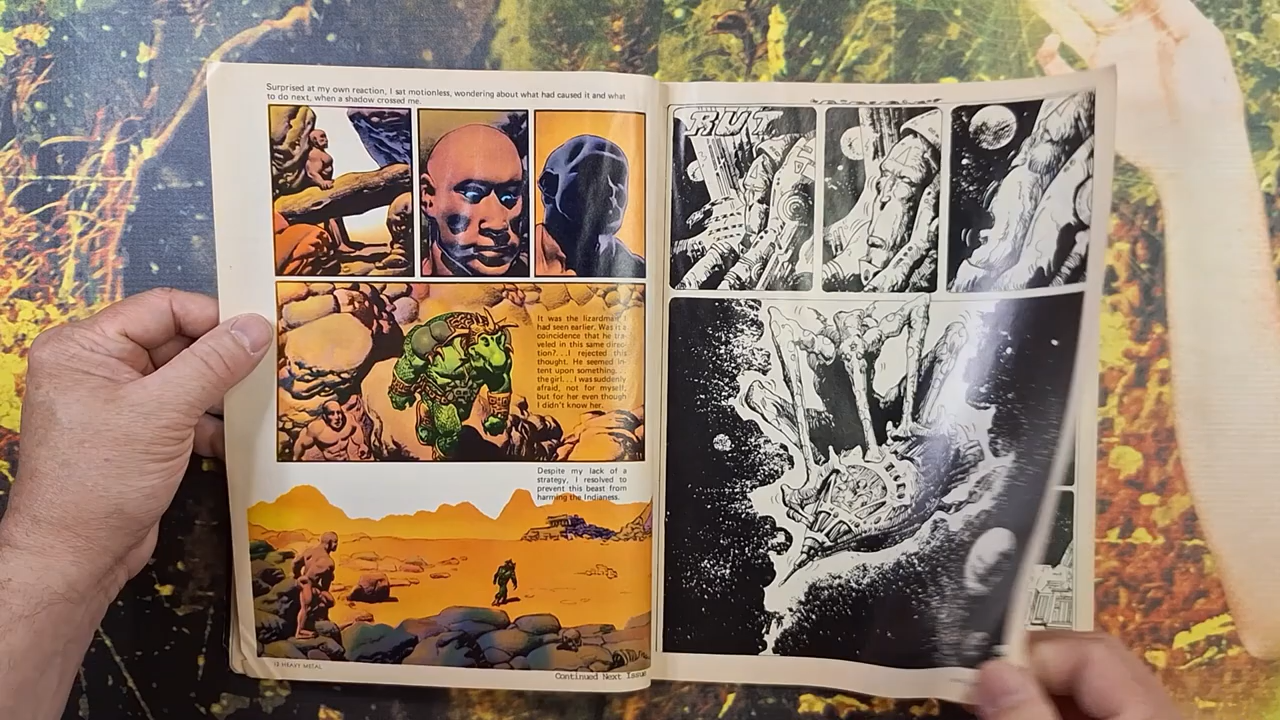 Surprised at my own reaction, I sat motionless, wondering about what had caused it and what
to do next, when a shadow crossed me.
RUT
It was the lizardman I
had seen earlier. Was it a
coincidence that he tra-
veled in this same direc-
tion?. . .I rejected this
thought. He seemed in-
tent upon something. . .
the girl. . . I was suddenly
afraid, not for myself,
but for her even though
I didn't know her.
Despite my lack of a
strategy, I resolved to
prevent this beast from
harming the Indianess.
HEAVY METAL
Continued Next Issue